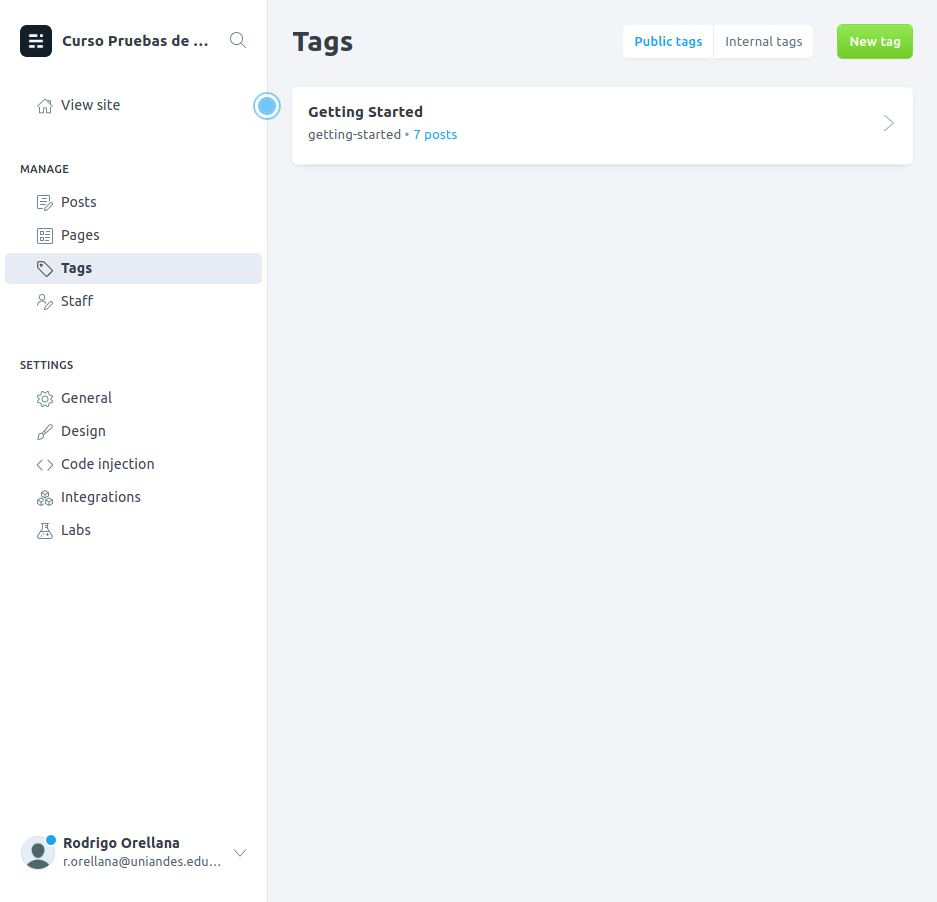 Curso Pruebas de ...
View site
MANAGE
Posts
Pages
Tags
Staff
SETTINGS
General
Design
Code injection
Integrations
Labs
Rodrigo Orellana
r.orellana@uniandes.edu...
Tags
Public tags
Internal tags
New tag
Getting Started
getting-started • 7 posts